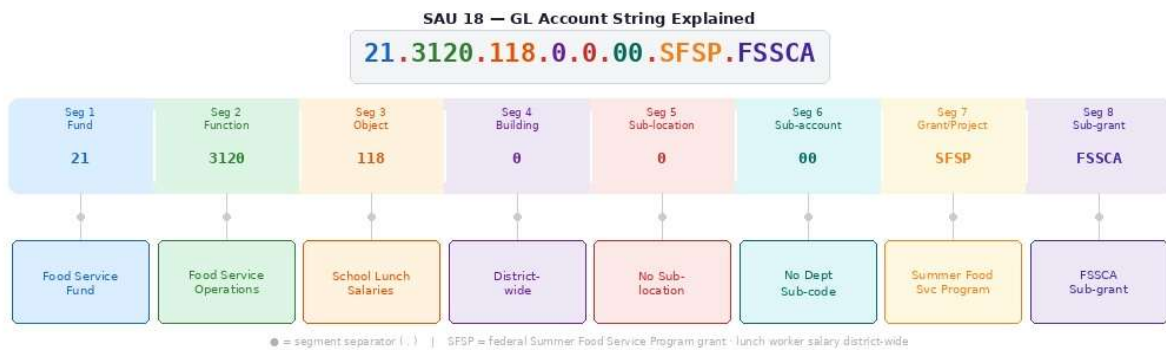 SAU 18 — GL Account String Explained
21.3120.118.0.0.00.SFSP.FSSCA
Seg 1
Fund
21
Seg 2
Function
3120
Seg 3
Object
118
Seg 4
Building
0
Seg 5
Sub-location
0
Seg 6
Sub-account
00
Seg 7
Grant/Project
SFSP
Seg 8
Sub-grant
FSSCA
Food Service
Fund
Food Service
Operations
School Lunch
Salaries
District-
wide
No Sub-
location
No Dept
Sub-code
Summer Food
Svc Program
FSSCA
Sub-grant
● = segment separator ( . ) | SFSP = federal Summer Food Service Program grant · lunch worker salary district-wide